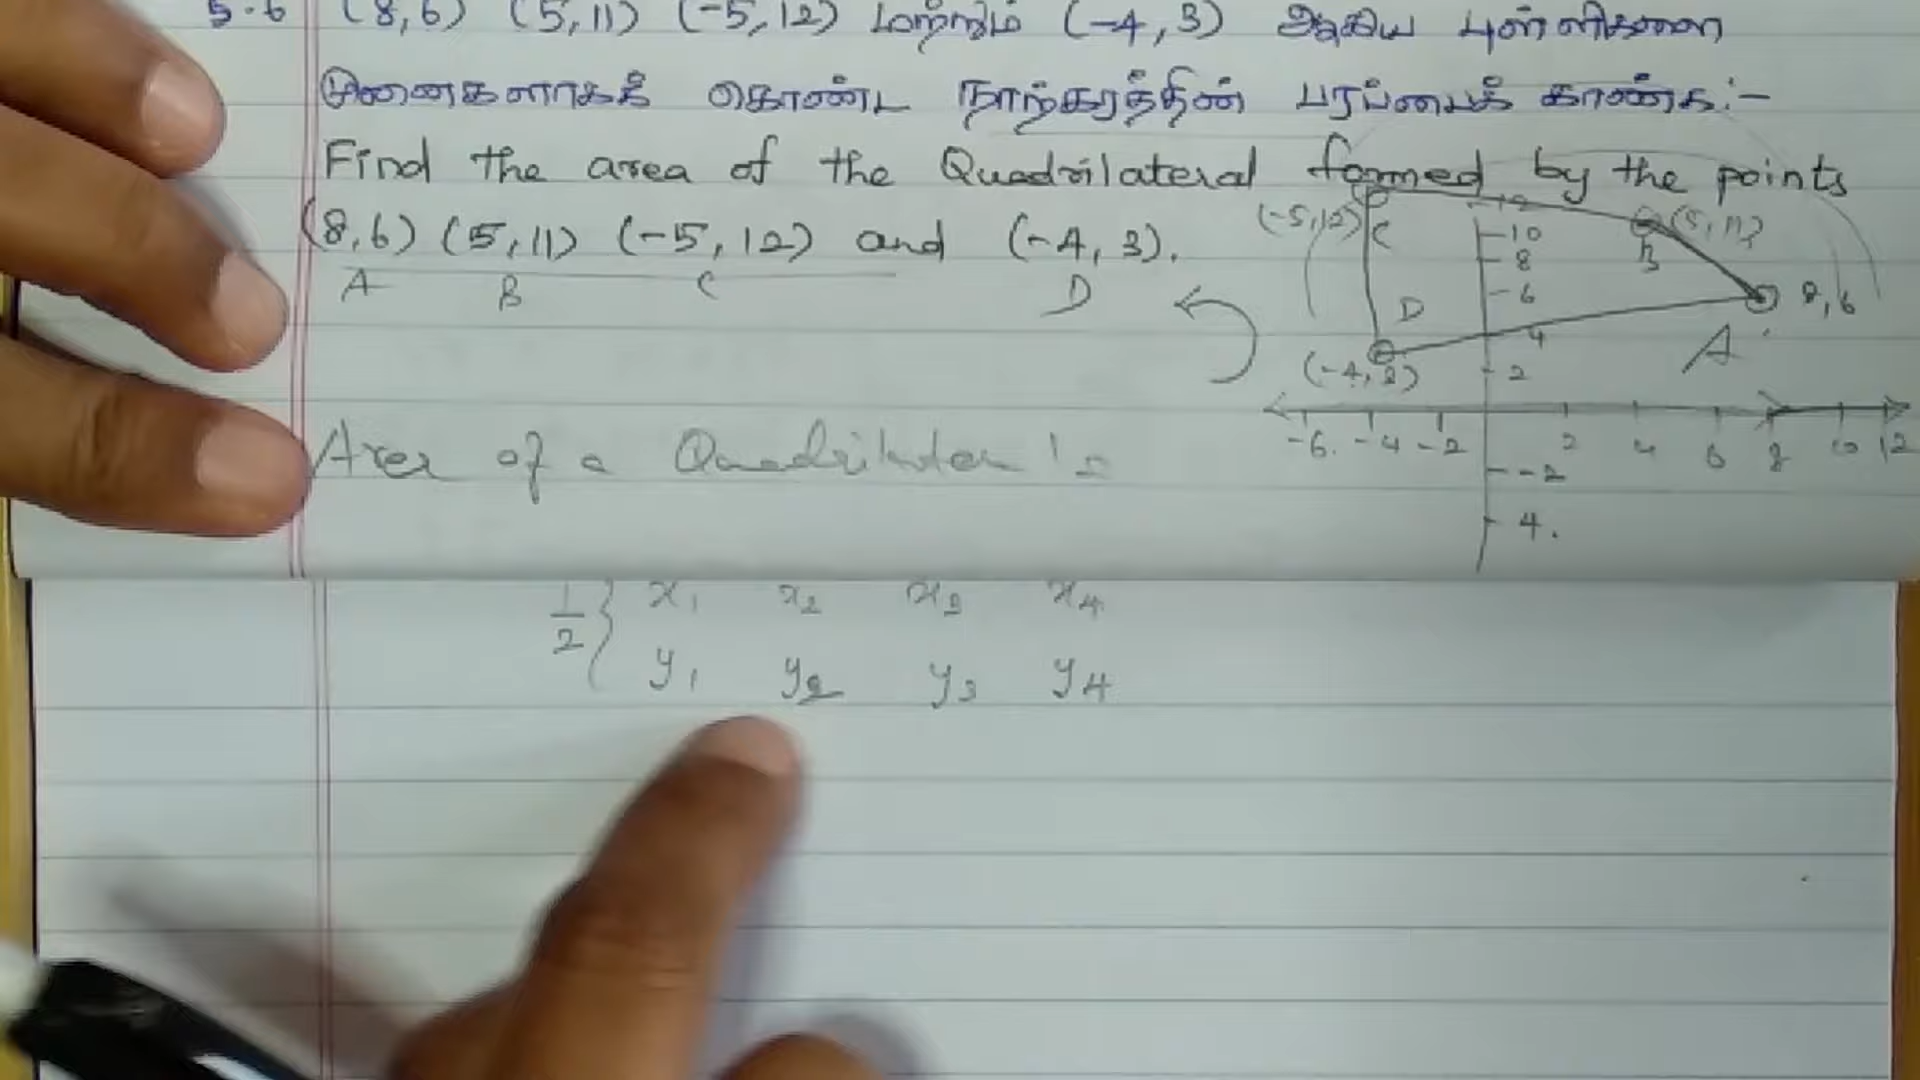 5.6 (8,6) (5,11) (-5,12) மற்றும் (-4,3) ஆகிய புள்ளிகளை
முனைகளாகக் கொண்ட நாற்கரத்தின் பரப்பைக் காண்க:-
Find the area of the Quadrilateral formed by the points
(8,6) (5,11) (-5,12) and (-4,3).
A B C D
(-5,12) C 12 (5,11)
10 B
8
6 8,6
D 4 A
(-4,3) 2
-6. -4 -2 2 4 6 8 10 12
-2
4.
Area of a
1/2 { x1 x2 x3 x4
y1 y2 y3 y4